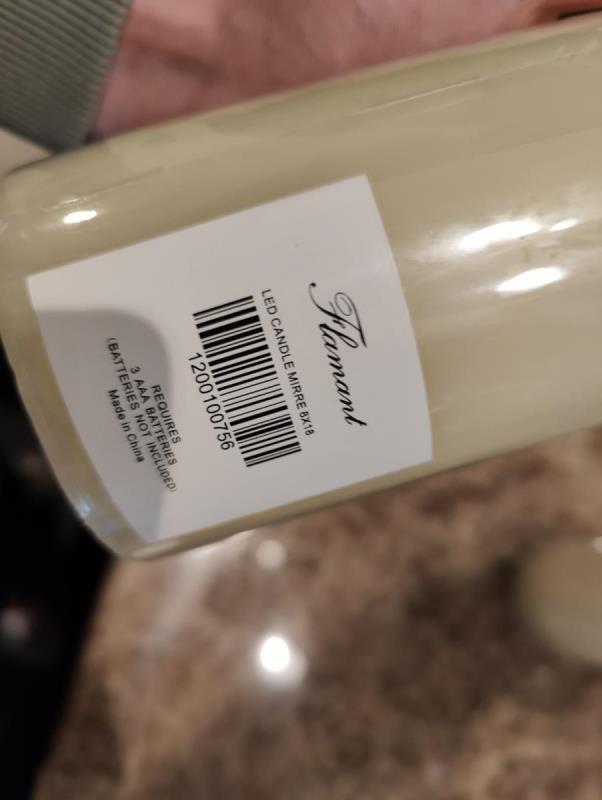 Flamant
LED CANDLE MIRRE 8X18
1200100756
REQUIRES
3 AAA BATTERIES
(BATTERIES NOT INCLUDED)
Made in China